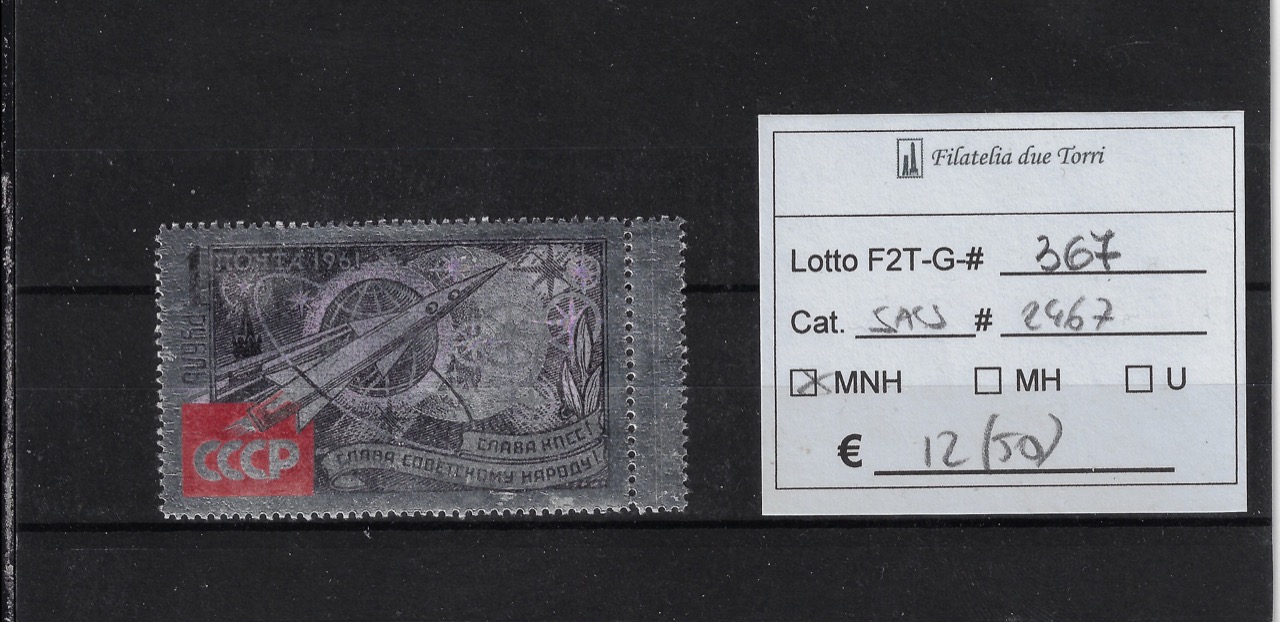 ПОЧТА 1961
1 РУБЛЬ
СССР
СЛАВА КПСС!
СЛАВА СОВЕТСКОМУ НАРОДУ!
Filatelia due Torri
Lotto F2T-G-# 367
Cat. SASS # 2467
MNH MH U
€ 12 (50)